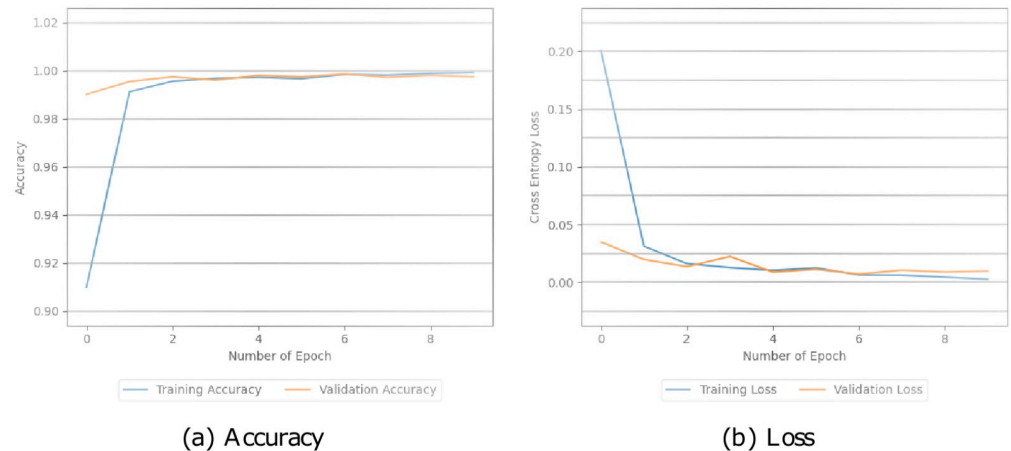 1.02
1.00
0.98
0.96
0.94
0.92
0.90
Accuracy
0 2 4 6 8
Number of Epoch
Training Accuracy Validation Accuracy
(a) Accuracy
0.20
0.15
0.10
0.05
0.00
Cross Entropy Loss
0 2 4 6 8
Number of Epoch
Training Loss Validation Loss
(b) Loss